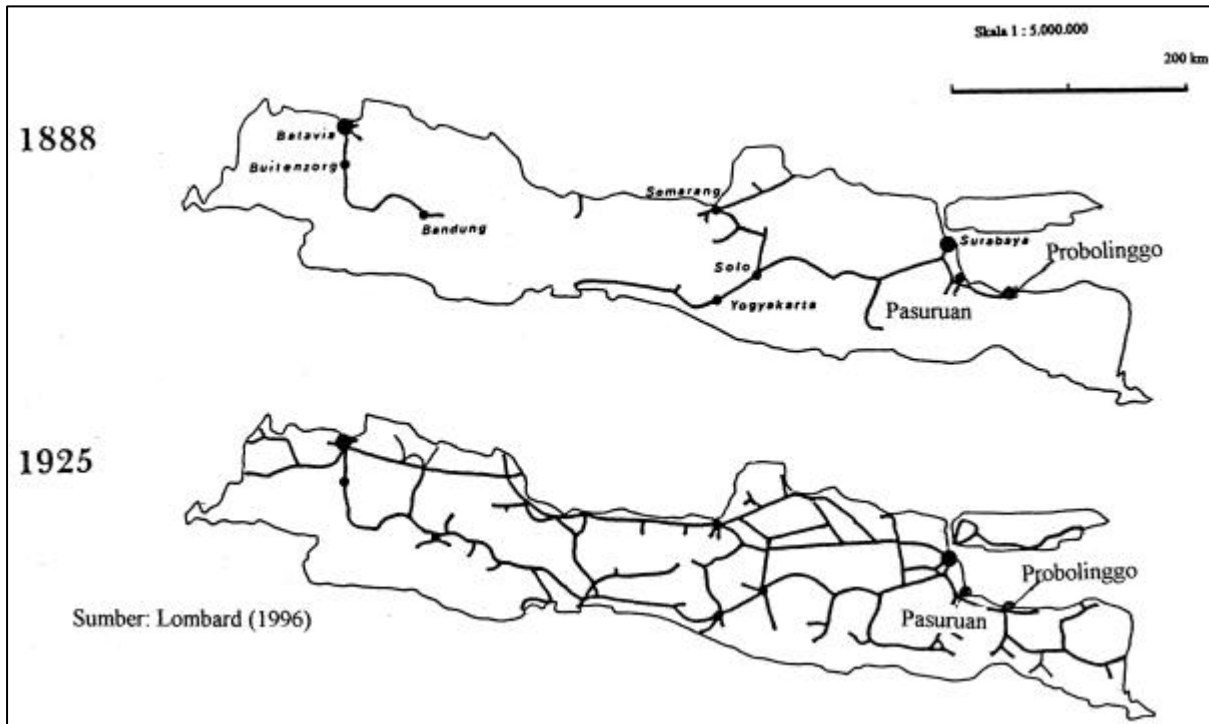 Skala 1 : 5.000.000
200 km
1888
Batavia
Buitenzorg
Bandung
Semarang
Solo
Yogyakarta
Surabaya
Probolinggo
Pasuruan
1925
Probolinggo
Pasuruan
Sumber: Lombard (1996)